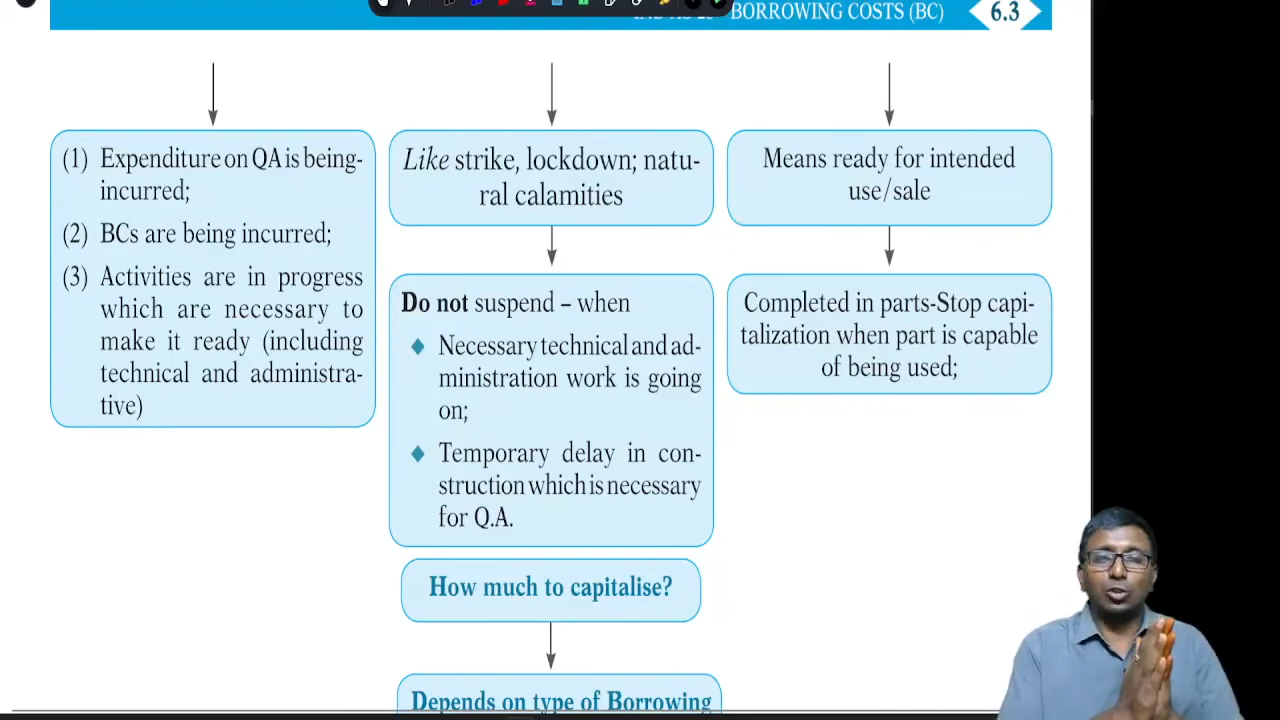 BORROWING COSTS (BC) 6.3
(1) Expenditure on QA is being-
incurred;
(2) BCs are being incurred;
(3) Activities are in progress
which are necessary to
make it ready (including
technical and administra-
tive)
Like strike, lockdown; natu-
ral calamities
Do not suspend – when
Necessary technical and ad-
ministration work is going
on;
Temporary delay in con-
struction which is necessary
for Q.A.
Means ready for intended
use/sale
Completed in parts-Stop capi-
talization when part is capable
of being used;
How much to capitalise?
Depends on type of Borrowing